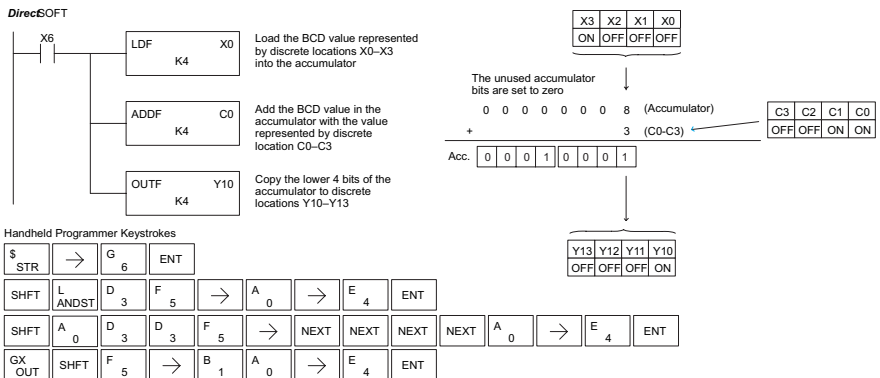 DirectSOFT
X6
LDF X0
K4
Load the BCD value represented
by discrete locations X0–X3
into the accumulator
ADDF C0
K4
Add the BCD value in the
accumulator with the value
represented by discrete
location C0–C3
OUTF Y10
K4
Copy the lower 4 bits of the
accumulator to discrete
locations Y10–Y13
X3 X2 X1 X0
ON OFF OFF OFF
The unused accumulator
bits are set to zero
0 0 0 0 0 0 0 8 (Accumulator)
+ 3 (C0-C3)
C3 C2 C1 C0
OFF OFF ON ON
Acc. 0 0 0 1 0 0 0 1
Y13 Y12 Y11 Y10
OFF OFF OFF ON
Handheld Programmer Keystrokes
$ STR → G 6 ENT
SHFT L ANDST D 3 F 5 → A 0 → E 4 ENT
SHFT A 0 D 3 D 3 F 5 → NEXT NEXT NEXT NEXT A 0 → E 4 ENT
GX OUT SHFT F 5 → B 1 A 0 → E 4 ENT